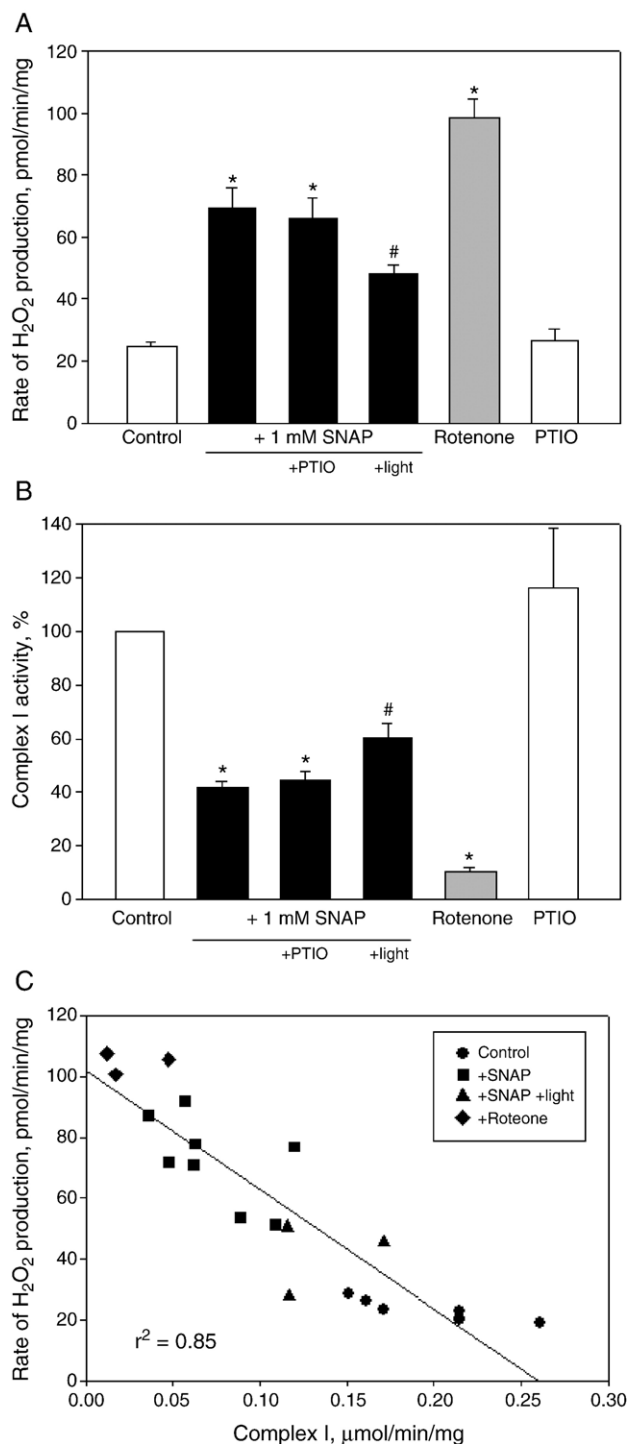 A
Rate of H₂O₂ production, pmol/min/mg
120
100
80
60
40
20
0
*
*
#
*
Control
+ 1 mM SNAP
Rotenone
PTIO
+PTIO
+light
B
Complex I activity, %
140
120
100
80
60
40
20
0
*
*
#
*
Control
+ 1 mM SNAP
Rotenone
PTIO
+PTIO
+light
C
Rate of H₂O₂ production, pmol/min/mg
120
100
80
60
40
20
0
Control
+SNAP
+SNAP +light
+Roteone
r² = 0.85
0.00 0.05 0.10 0.15 0.20 0.25 0.30
Complex I, μmol/min/mg